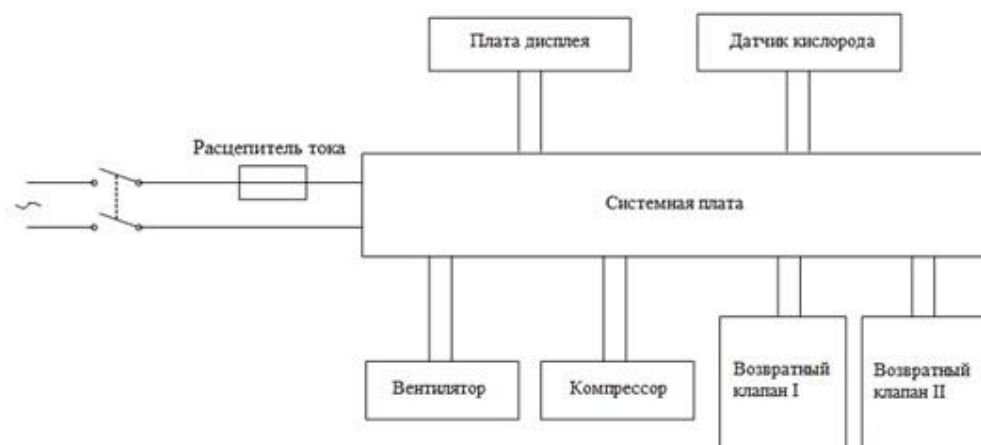 Плата дисплея
Датчик кислорода
Расцепитель тока
Системная плата
Вентилятор
Компрессор
Возвратный
клапан I
Возвратный
клапан II